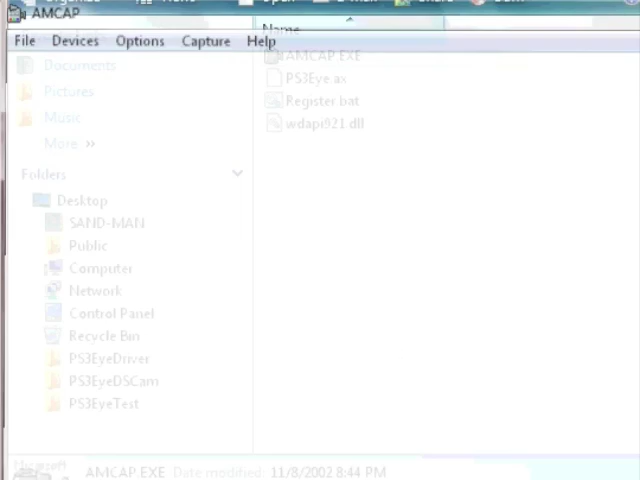 AMCAP
File Devices Options Capture Help
Name
Documents
AMCAP.EXE
Pictures
PS3Eye.ax
Music
Register.bat
More »
wdapi921.dll
Folders
Desktop
SAND-MAN
Public
Computer
Network
Control Panel
Recycle Bin
PS3EyeDriver
PS3EyeDSCam
PS3EyeTest
Microsoft
AMCAP.EXE Date modified: 11/8/2002 8:44 PM